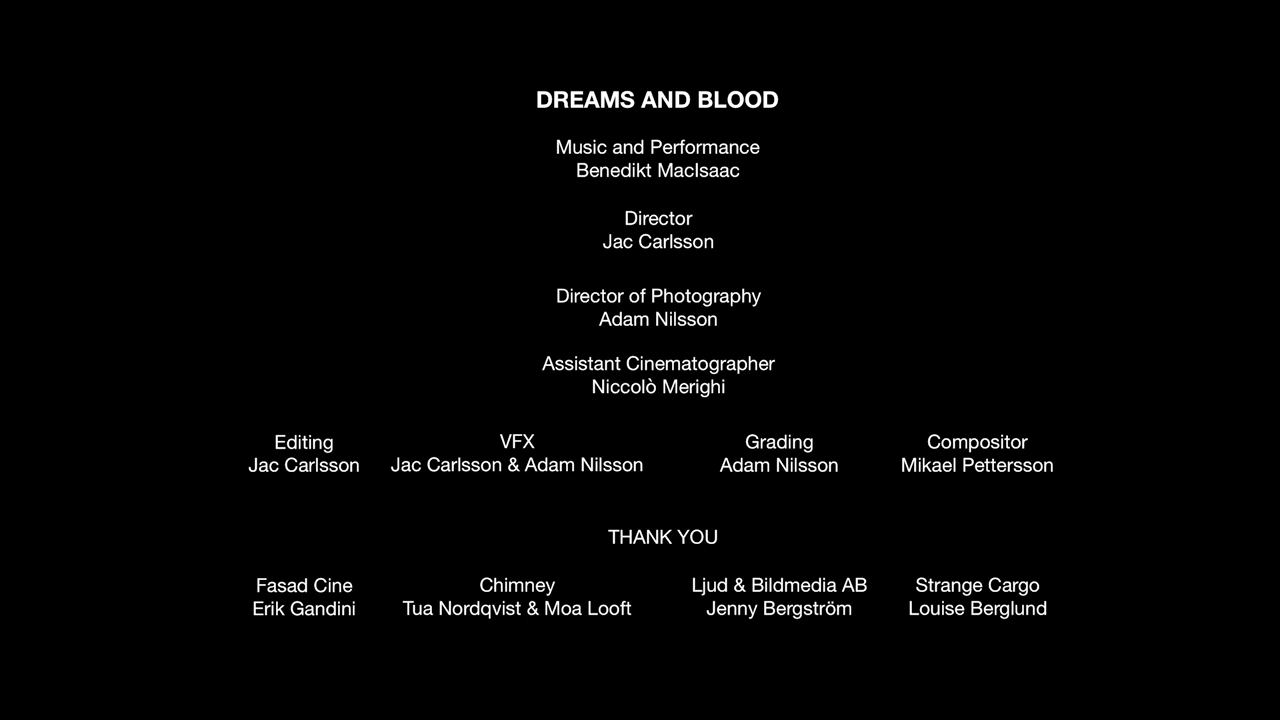 DREAMS AND BLOOD
Music and Performance
Benedikt MacIsaac
Director
Jac Carlsson
Director of Photography
Adam Nilsson
Assistant Cinematographer
Niccolò Merighi
Editing
Jac Carlsson
VFX
Jac Carlsson & Adam Nilsson
Grading
Adam Nilsson
Compositor
Mikael Pettersson
THANK YOU
Fasad Cine
Erik Gandini
Chimney
Tua Nordqvist & Moa Looft
Ljud & Bildmedia AB
Jenny Bergström
Strange Cargo
Louise Berglund